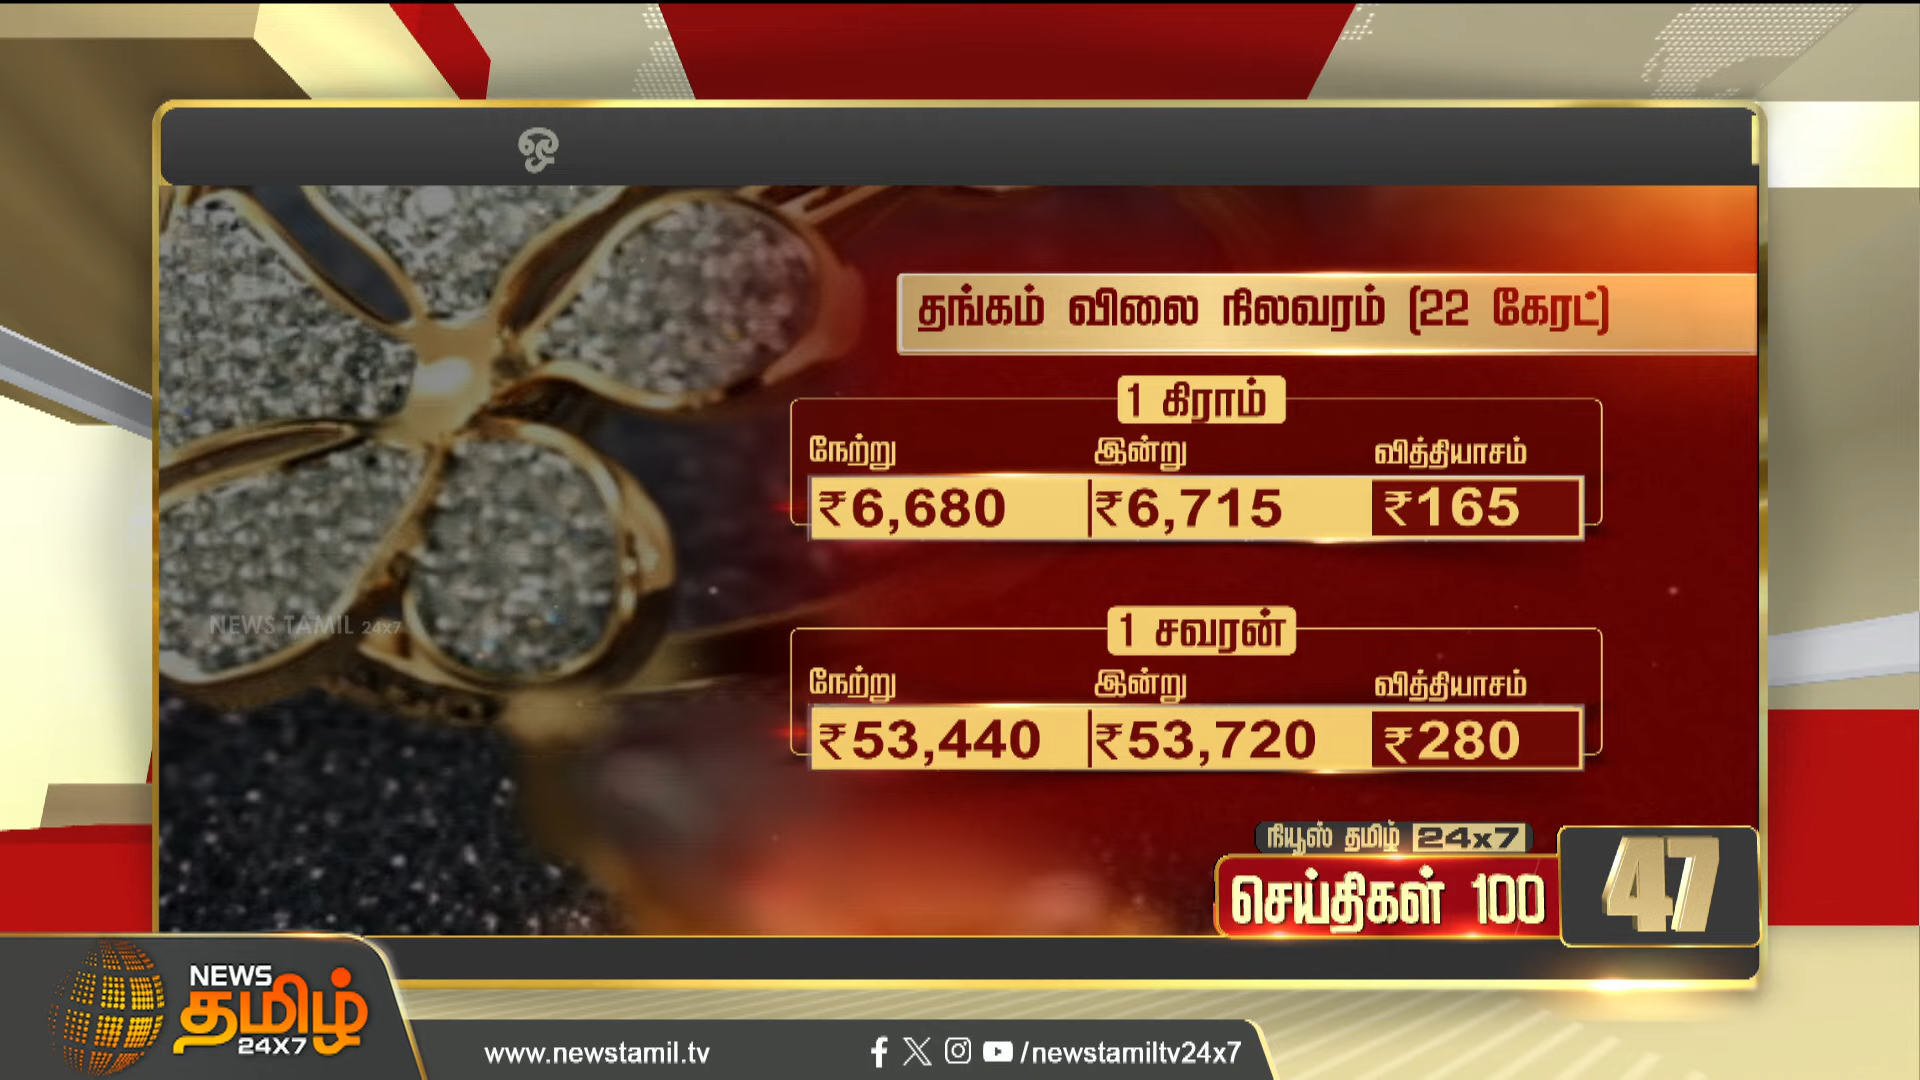 ஓ
தங்கம் விலை நிலவரம் (22 கேரட்)
1 கிராம்
நேற்று இன்று வித்தியாசம்
₹6,680 ₹6,715 ₹165
1 சவரன்
நேற்று இன்று வித்தியாசம்
₹53,440 ₹53,720 ₹280
NEWS TAMIL 24x7
நியூஸ் தமிழ் 24x7
செய்திகள் 100 47
NEWS
தமிழ்
24X7
www.newstamil.tv /newstamiltv24x7